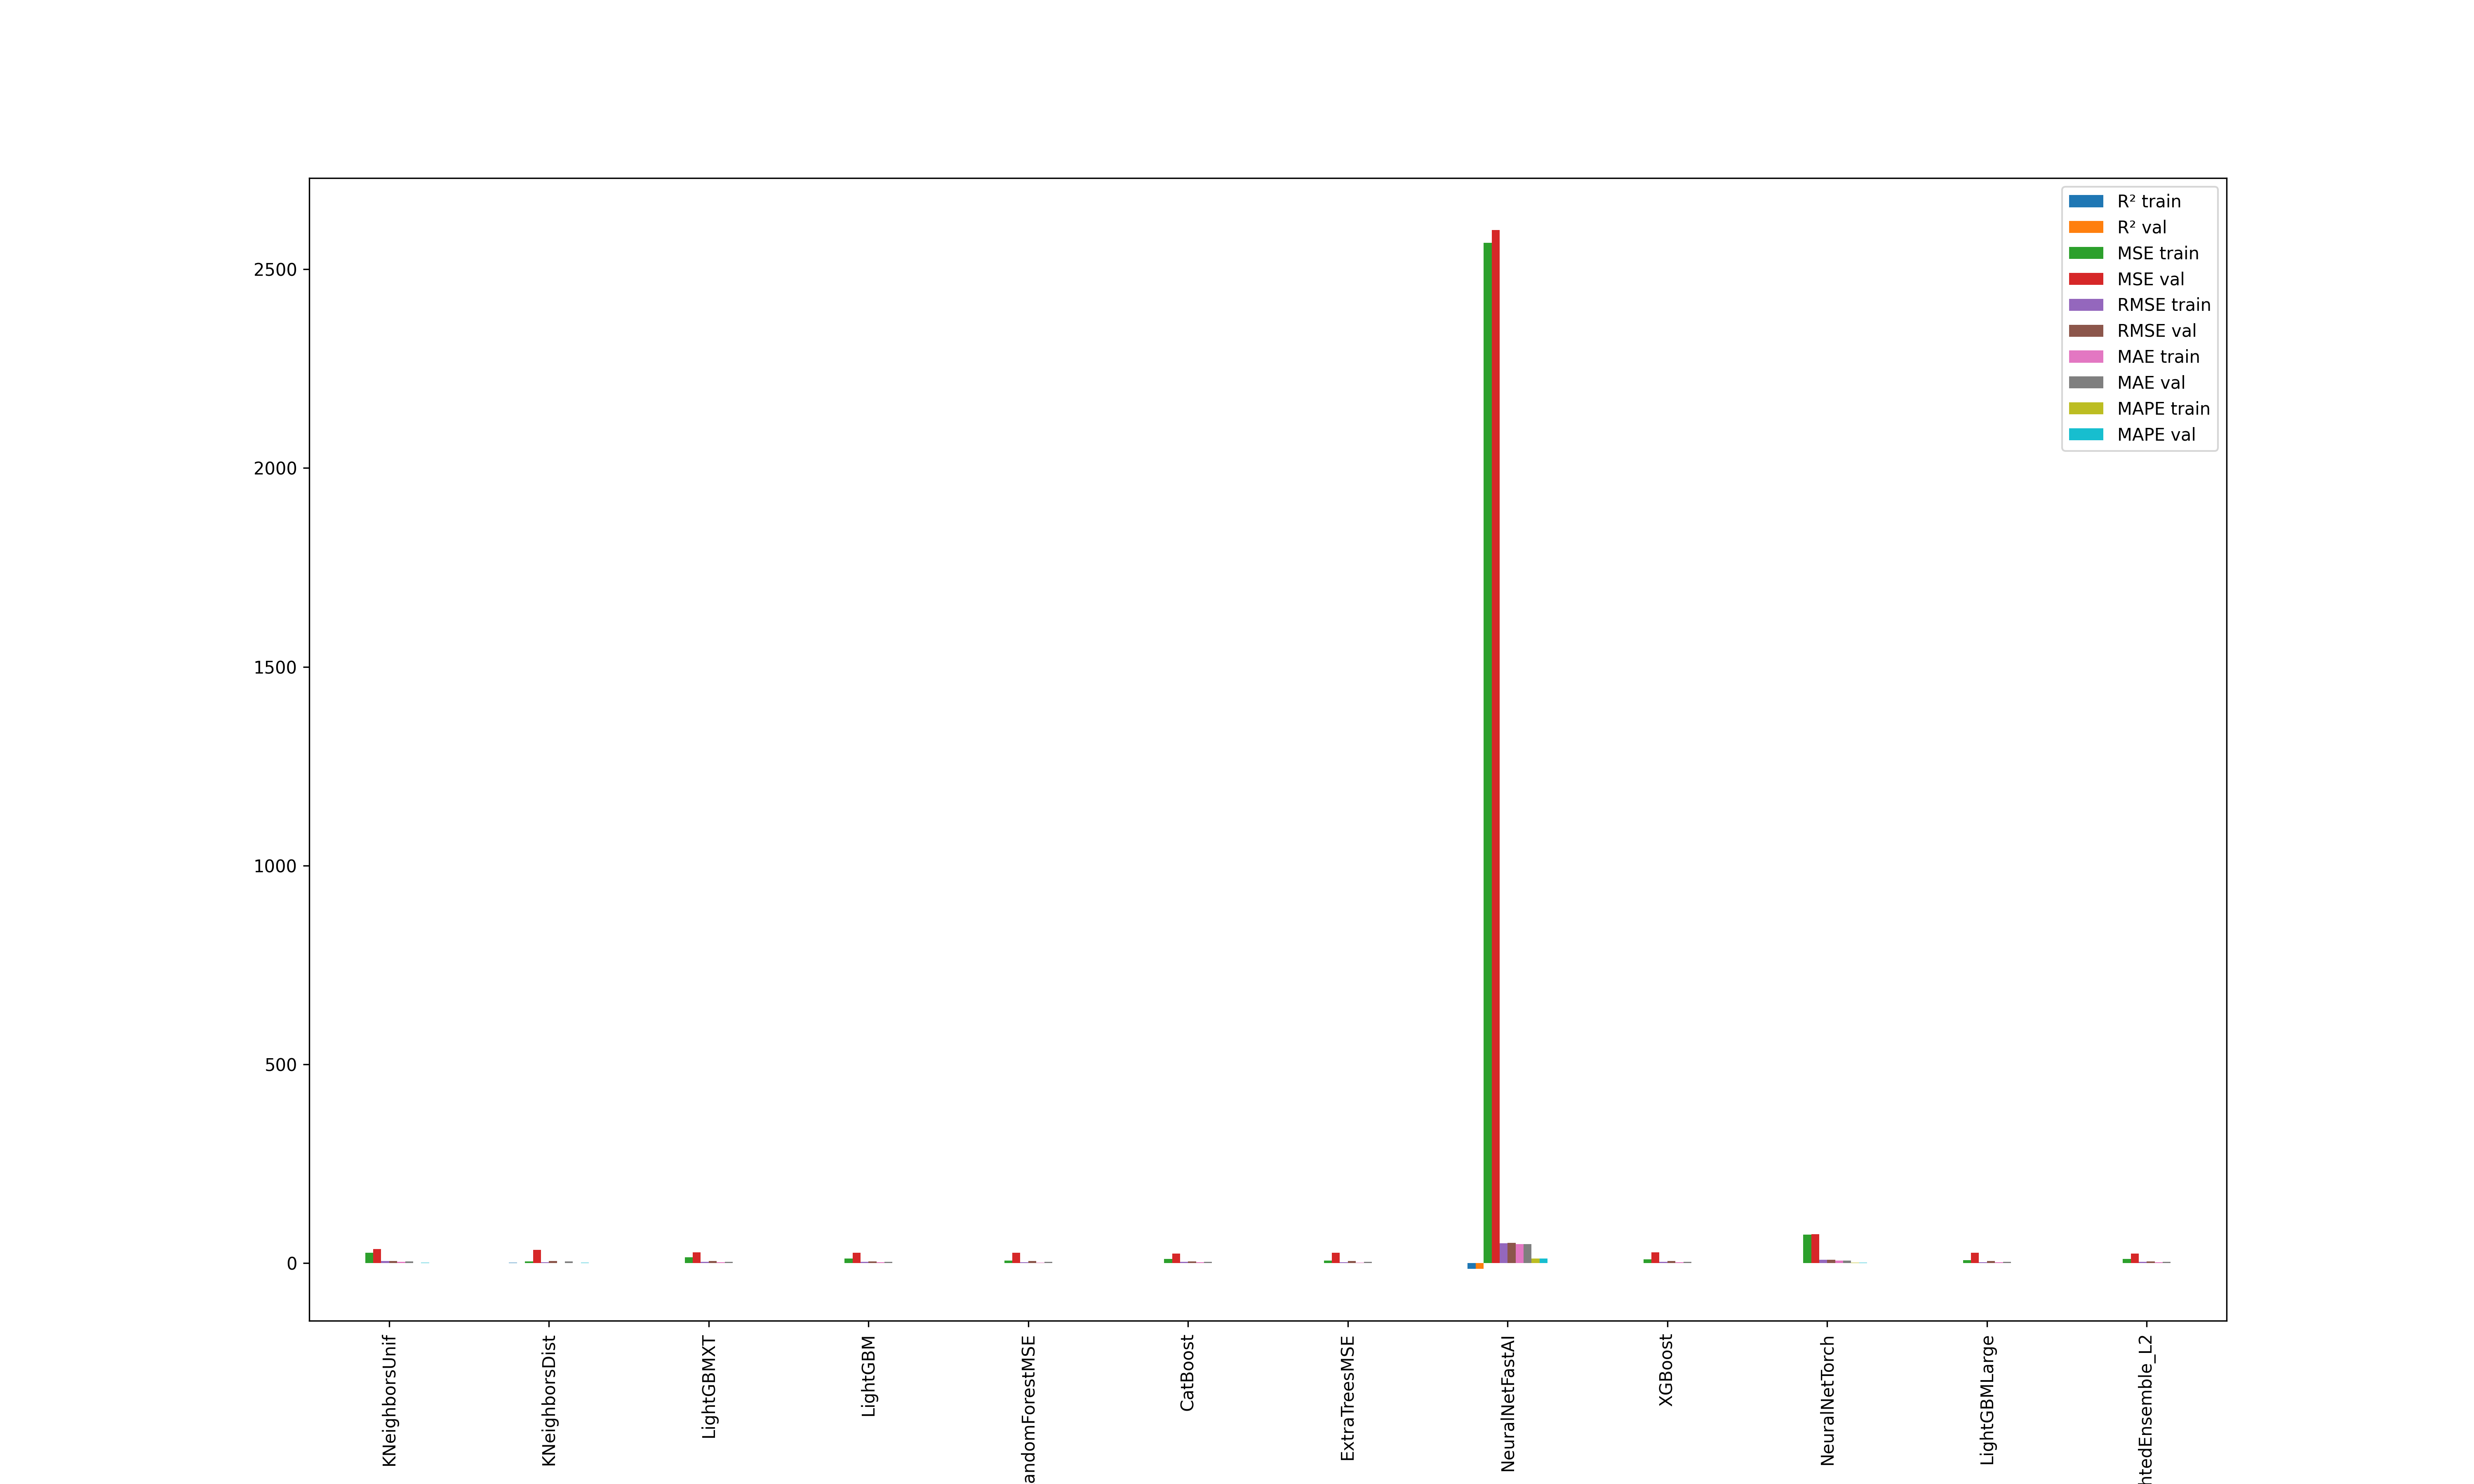 R² train
R² val
MSE train
MSE val
RMSE train
RMSE val
MAE train
MAE val
MAPE train
MAPE val
2500
2000
1500
1000
500
0
KNeighborsUnif
KNeighborsDist
LightGBMXT
LightGBM
andomForestMSE
CatBoost
ExtraTreesMSE
NeuralNetFastAI
XGBoost
NeuralNetTorch
LightGBMLarge
htedEnsemble_L2